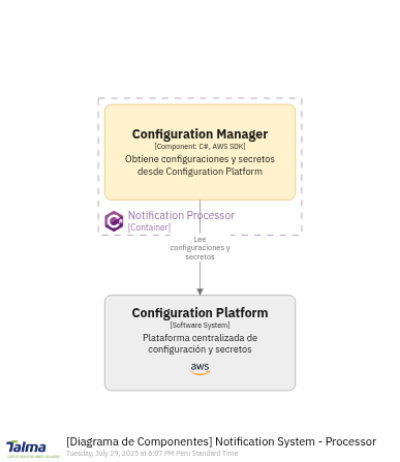 Configuration Manager
[Component: C#, AWS SDK]
Obtiene configuraciones y secretos
desde Configuration Platform
Notification Processor
[Container]
Lee
configuraciones y
secretos
Configuration Platform
[Software System]
Plataforma centralizada de
configuración y secretos
aws
Talma
[Diagrama de Componentes] Notification System - Processor
Tuesday, July 29, 2025 at 6:07 PM Peru Standard Time